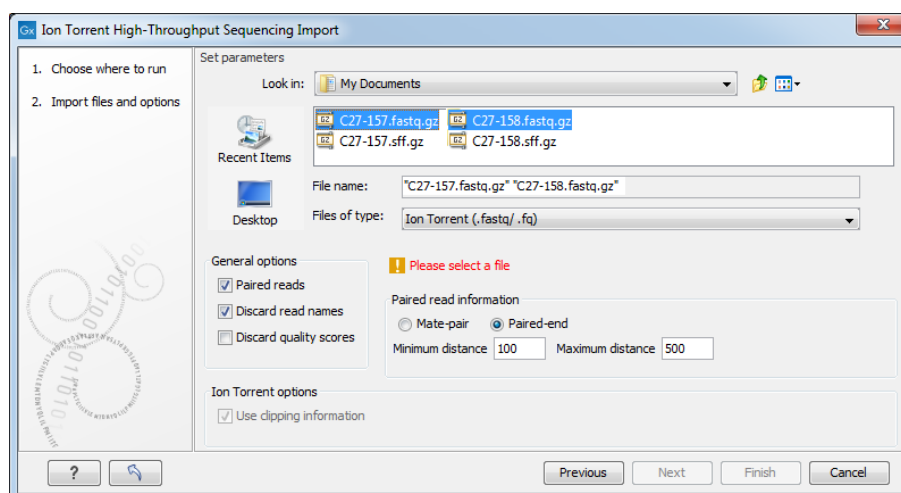 Gx Ion Torrent High-Throughput Sequencing Import
1. Choose where to run
2. Import files and options
Set parameters
Look in: My Documents
Recent Items
Desktop
C27-157.fastq.gz C27-158.fastq.gz
C27-157.sff.gz C27-158.sff.gz
File name: "C27-157.fastq.gz" "C27-158.fastq.gz"
Files of type: Ion Torrent (.fastq/ .fq)
General options
Paired reads
Discard read names
Discard quality scores
! Please select a file
Paired read information
Mate-pair Paired-end
Minimum distance 100 Maximum distance 500
Ion Torrent options
Use clipping information
? Previous Next Finish Cancel